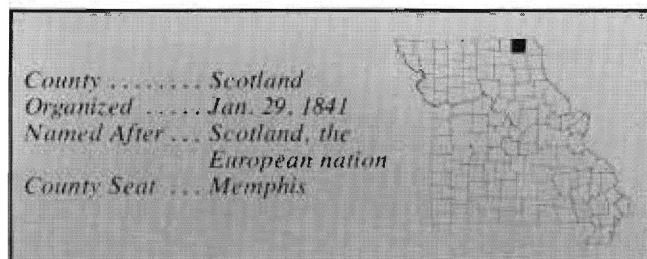 County ........ Scotland
Organized ..... Jan. 29, 1841
Named After ... Scotland, the
European nation
County Seat ... Memphis